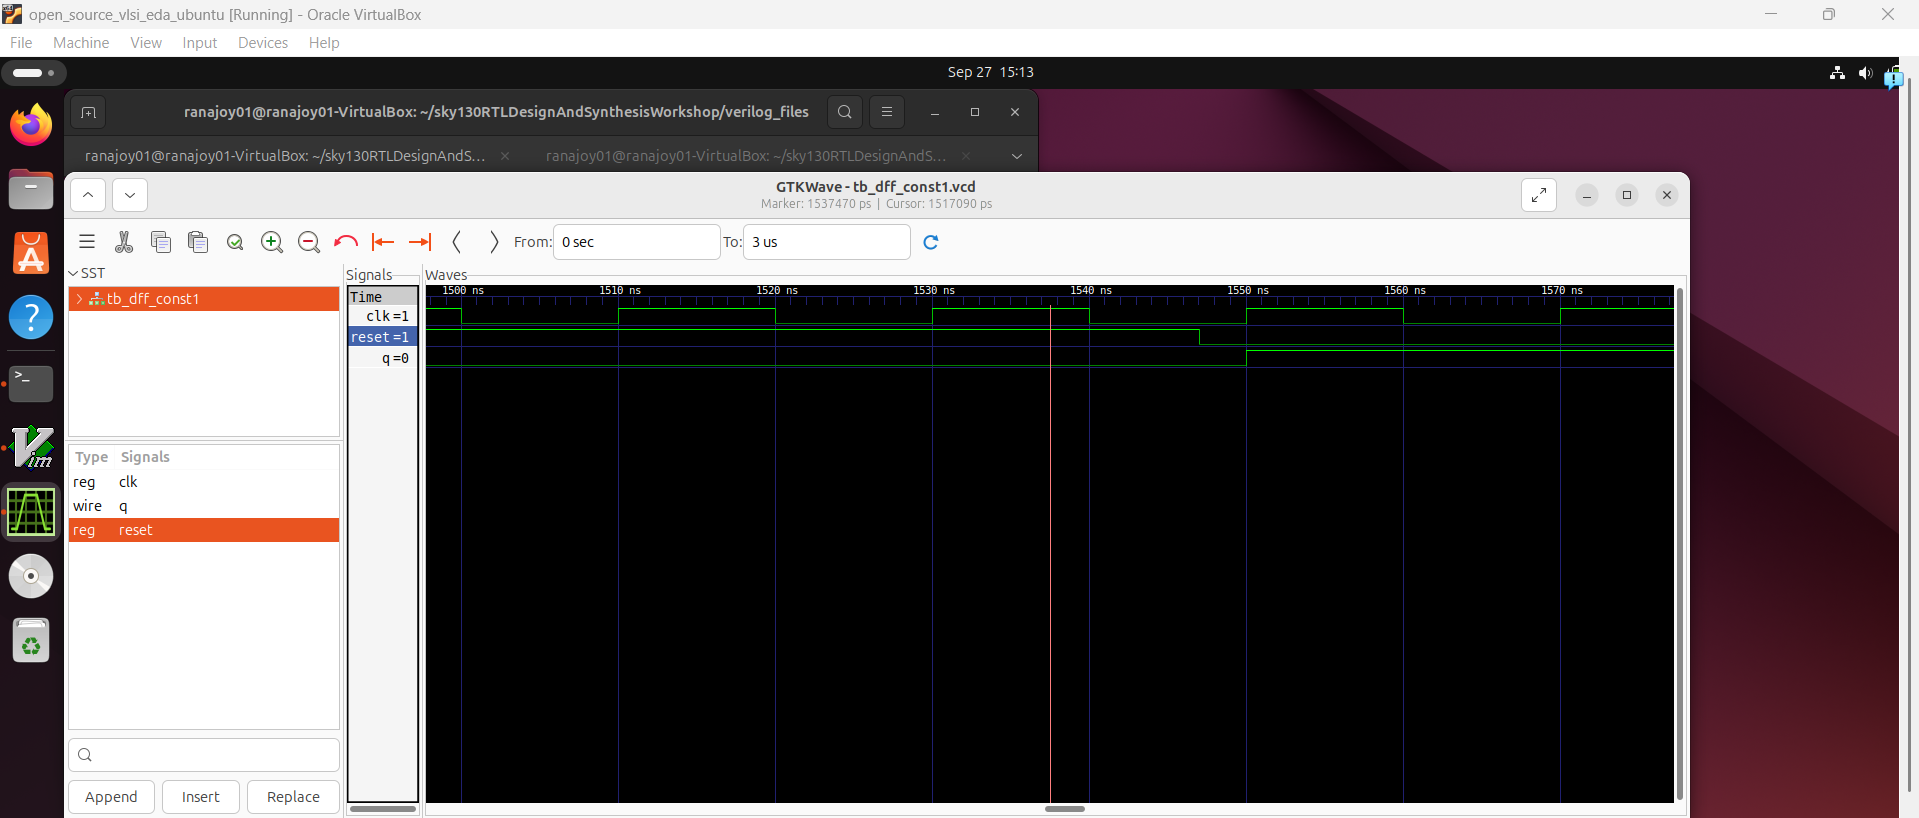 open_source_vlsi_eda_ubuntu [Running] - Oracle VirtualBox
File Machine View Input Devices Help
Sep 27 15:13
ranajoy01@ranajoy01-VirtualBox: ~/sky130RTLDesignAndSynthesisWorkshop/verilog_files
ranajoy01@ranajoy01-VirtualBox: ~/sky130RTLDesignAndS... ranajoy01@ranajoy01-VirtualBox: ~/sky130RTLDesignAndS...
GTKWave - tb_dff_const1.vcd
Marker: 1537470 ps | Cursor: 1517090 ps
From: 0 sec To: 3 us
SST
tb_dff_const1
Type Signals
reg clk
wire q
reg reset
Append Insert Replace
Signals
Time
clk =1
reset =1
q =0
Waves
1500 ns 1510 ns 1520 ns 1530 ns 1540 ns 1550 ns 1560 ns 1570 ns